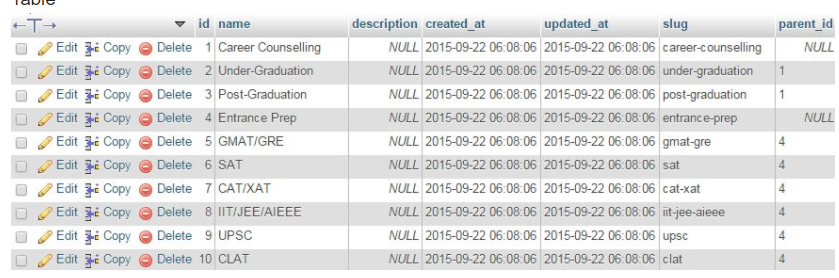 Table
←T→ id name description created_at updated_at slug parent_id
Edit Copy Delete 1 Career Counselling NULL 2015-09-22 06:08:06 2015-09-22 06:08:06 career-counselling NULL
Edit Copy Delete 2 Under-Graduation NULL 2015-09-22 06:08:06 2015-09-22 06:08:06 under-graduation 1
Edit Copy Delete 3 Post-Graduation NULL 2015-09-22 06:08:06 2015-09-22 06:08:06 post-graduation 1
Edit Copy Delete 4 Entrance Prep NULL 2015-09-22 06:08:06 2015-09-22 06:08:06 entrance-prep NULL
Edit Copy Delete 5 GMAT/GRE NULL 2015-09-22 06:08:06 2015-09-22 06:08:06 gmat-gre 4
Edit Copy Delete 6 SAT NULL 2015-09-22 06:08:06 2015-09-22 06:08:06 sat 4
Edit Copy Delete 7 CAT/XAT NULL 2015-09-22 06:08:06 2015-09-22 06:08:06 cat-xat 4
Edit Copy Delete 8 IIT/JEE/AIEEE NULL 2015-09-22 06:08:06 2015-09-22 06:08:06 iit-jee-aieee 4
Edit Copy Delete 9 UPSC NULL 2015-09-22 06:08:06 2015-09-22 06:08:06 upsc 4
Edit Copy Delete 10 CLAT NULL 2015-09-22 06:08:06 2015-09-22 06:08:06 clat 4